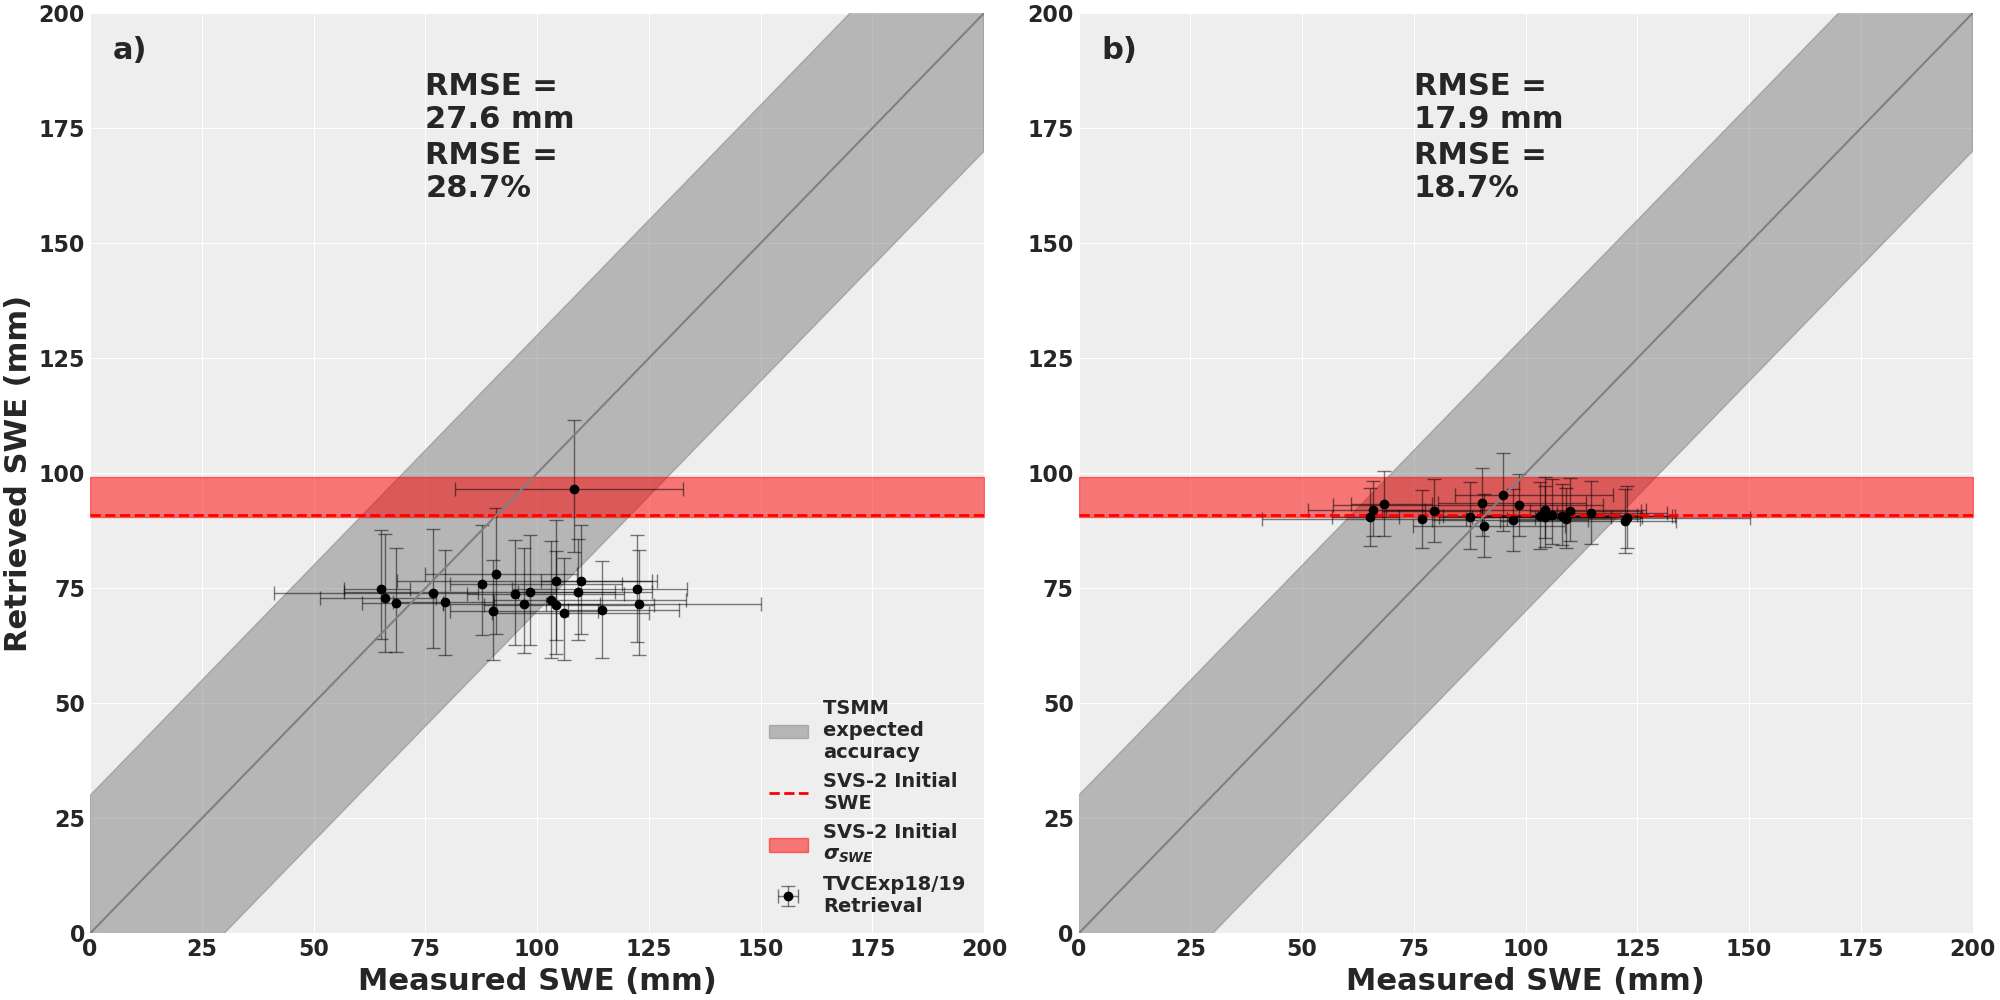 a)
RMSE =
27.6 mm
RMSE =
28.7%
200
175
150
125
100
75
50
25
0
Retrieved SWE (mm)
0 25 50 75 100 125 150 175 200
Measured SWE (mm)
TSMM
expected
accuracy
SVS-2 Initial
SWE
SVS-2 Initial
σSWE
TVCExp18/19
Retrieval
b)
RMSE =
17.9 mm
RMSE =
18.7%
200
175
150
125
100
75
50
25
0
0 25 50 75 100 125 150 175 200
Measured SWE (mm)